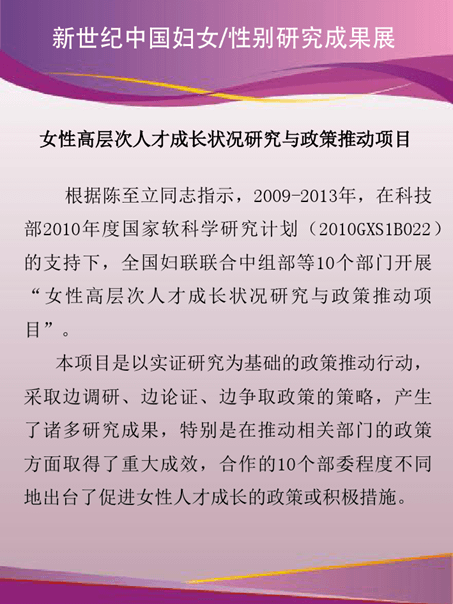 新世纪中国妇女/性别研究成果展
女性高层次人才成长状况研究与政策推动项目
根据陈至立同志指示，2009-2013年，在科技
部2010年度国家软科学研究计划（2010GXS1B022）
的支持下，全国妇联联合中组部等10个部门开展
“女性高层次人才成长状况研究与政策推动项
目”。
本项目是以实证研究为基础的政策推动行动，
采取边调研、边论证、边争取政策的策略，产生
了诸多研究成果，特别是在推动相关部门的政策
方面取得了重大成效，合作的10个部委程度不同
地出台了促进女性人才成长的政策或积极措施。